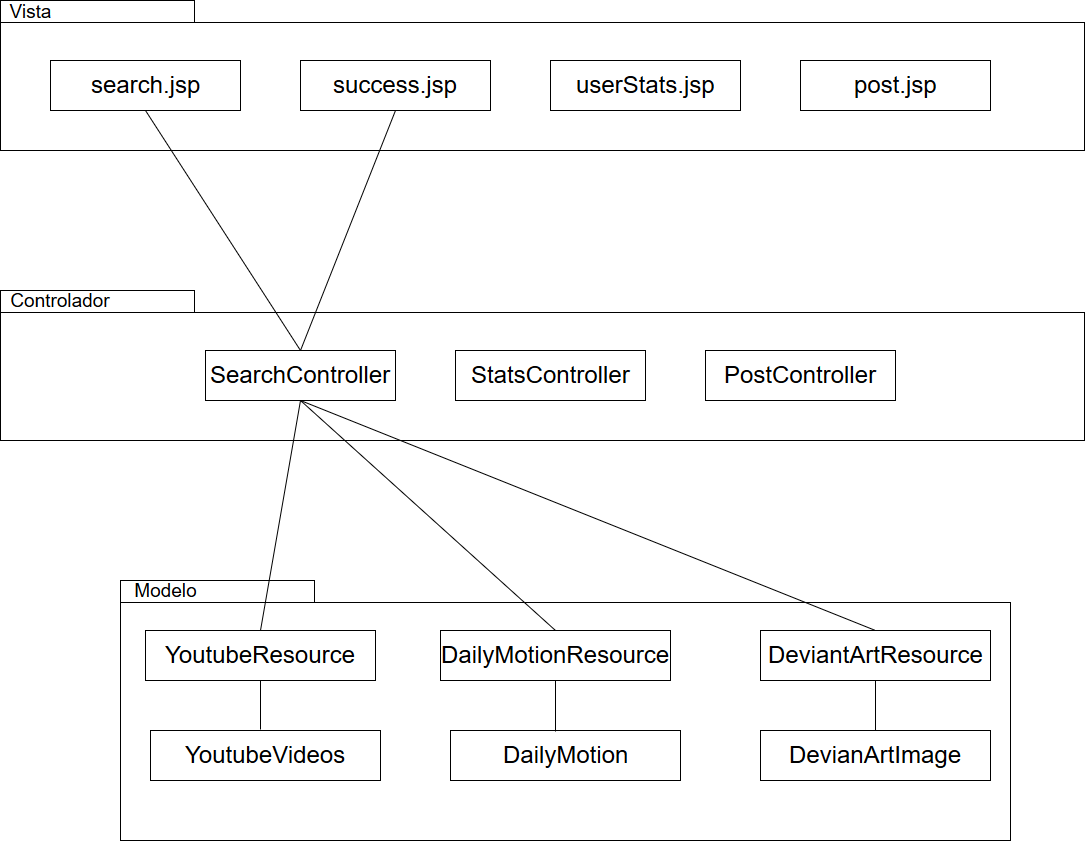 Vista
search.jsp
success.jsp
userStats.jsp
post.jsp
Controlador
SearchController
StatsController
PostController
Modelo
YoutubeResource
DailyMotionResource
DeviantArtResource
YoutubeVideos
DailyMotion
DevianArtImage